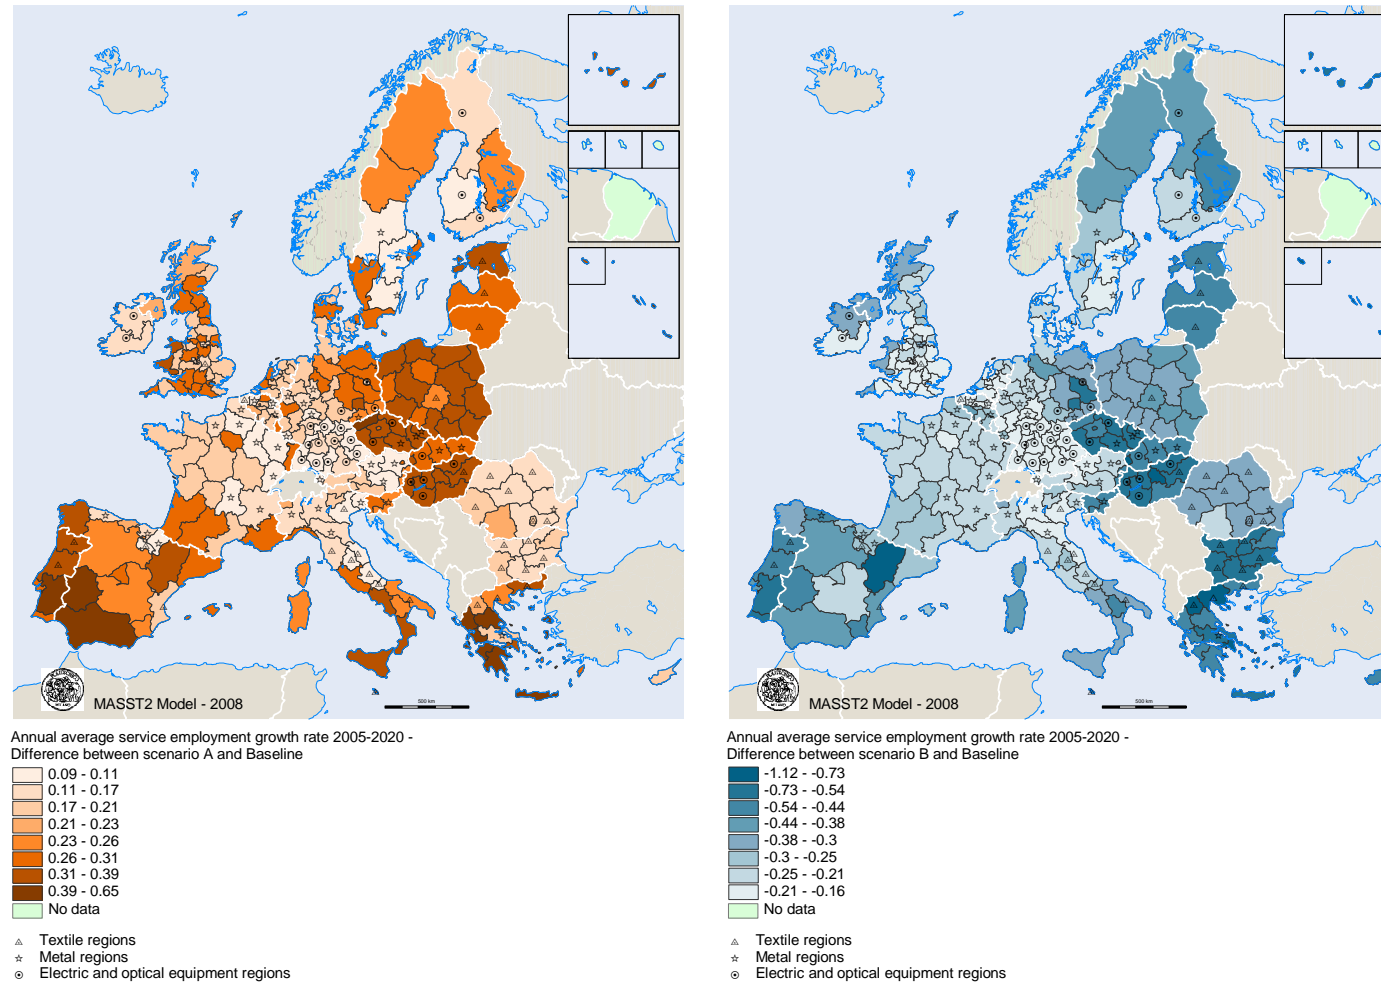 MASST2 Model - 2008
500 km
Annual average service employment growth rate 2005-2020 -
Difference between scenario A and Baseline
0.09 - 0.11
0.11 - 0.17
0.17 - 0.21
0.21 - 0.23
0.23 - 0.26
0.26 - 0.31
0.31 - 0.39
0.39 - 0.65
No data
Textile regions
Metal regions
Electric and optical equipment regions
MASST2 Model - 2008
500 km
Annual average service employment growth rate 2005-2020 -
Difference between scenario B and Baseline
-1.12 - -0.73
-0.73 - -0.54
-0.54 - -0.44
-0.44 - -0.38
-0.38 - -0.3
-0.3 - -0.25
-0.25 - -0.21
-0.21 - -0.16
No data
Textile regions
Metal regions
Electric and optical equipment regions